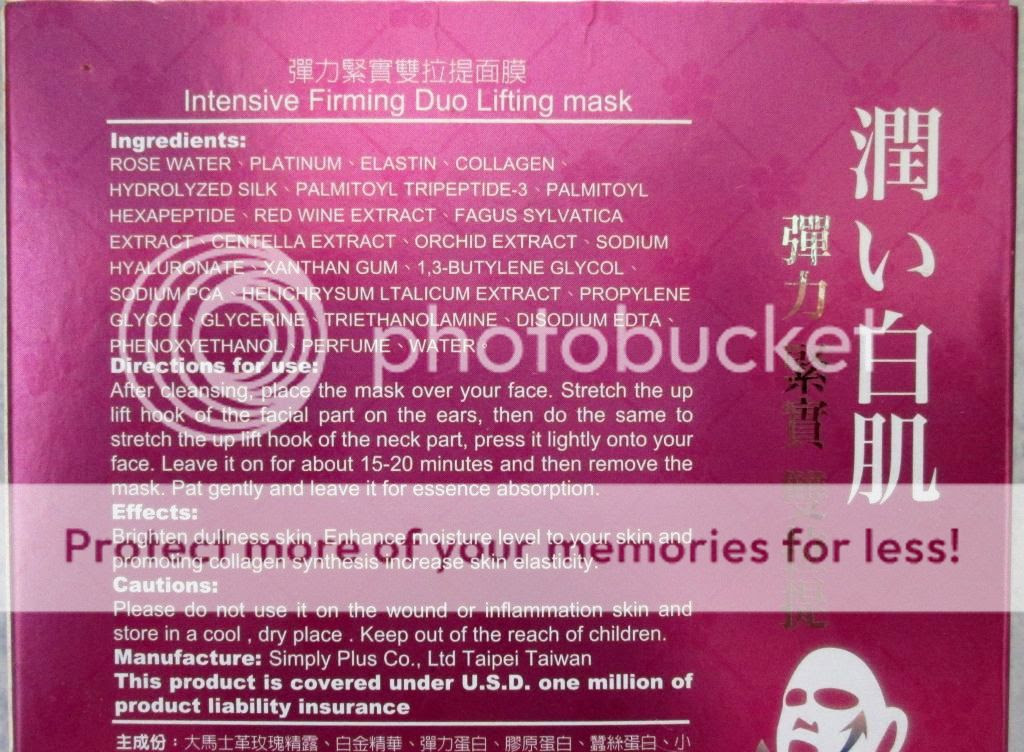 彈力緊實雙拉提面膜
Intensive Firming Duo Lifting mask
Ingredients:
ROSE WATER、PLATINUM、ELASTIN、COLLAGEN、
HYDROLYZED SILK、PALMITOYL TRIPEPTIDE-3、PALMITOYL
HEXAPEPTIDE、RED WINE EXTRACT、FAGUS SYLVATICA
EXTRACT、CENTELLA EXTRACT、ORCHID EXTRACT、SODIUM
HYALURONATE、XANTHAN GUM、1,3-BUTYLENE GLYCOL、
SODIUM PCA、HELICHRYSUM LTALICUM EXTRACT、PROPYLENE
GLYCOL、GLYCERINE、TRIETHANOLAMINE、DISODIUM EDTA、
PHENOXYETHANOL、PERFUME、WATER。
Directions for use:
After cleansing, place the mask over your face. Stretch the up
lift hook of the facial part on the ears, then do the same to
stretch the up lift hook of the neck part, press it lightly onto your
face. Leave it on for about 15-20 minutes and then remove the
mask. Pat gently and leave it for essence absorption.
Effects:
Brighten dullness skin, Enhance moisture level to your skin and
promoting collagen synthesis increase skin elasticity.
Cautions:
Please do not use it on the wound or inflammation skin and
store in a cool , dry place . Keep out of the reach of children.
Manufacture: Simply Plus Co., Ltd Taipei Taiwan
This product is covered under U.S.D. one million of
product liability insurance
主成份：大馬士革玫瑰精露、白金精華、彈力蛋白、膠原蛋白、蠶絲蛋白、小
潤い白肌
彈力 緊實 雙拉提
photobucket
Protect more of your memories for less!